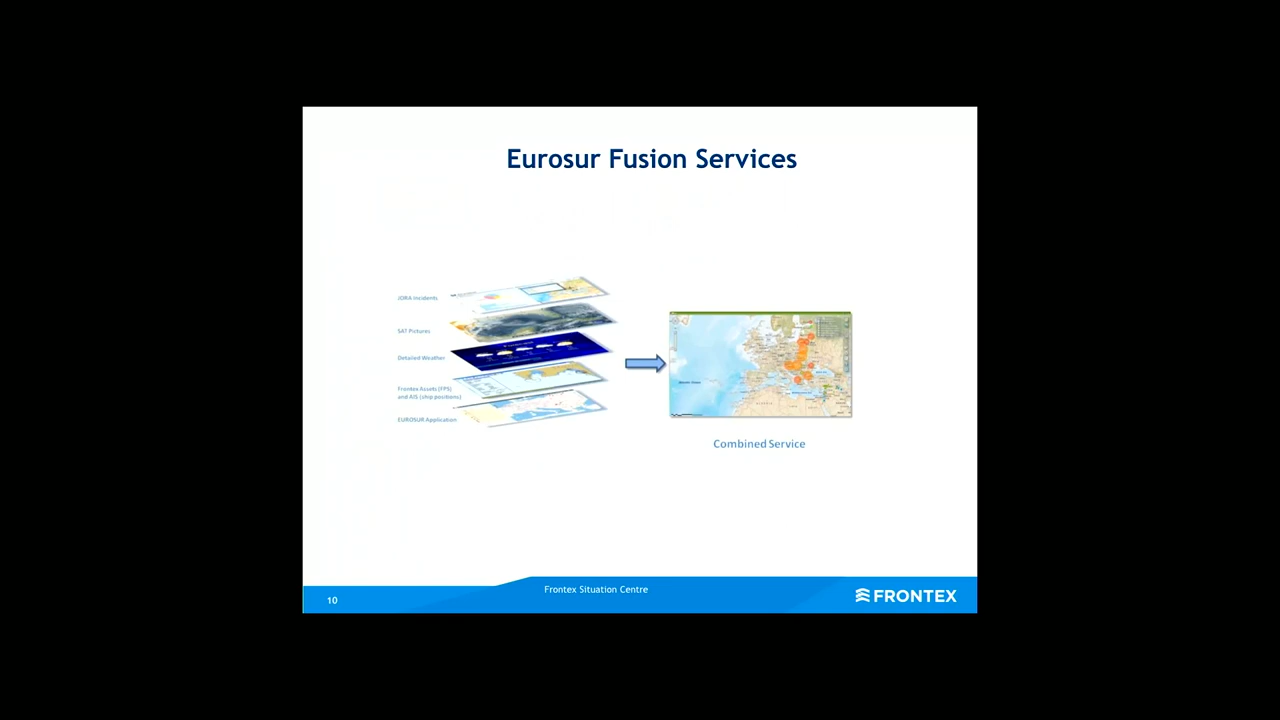 Eurosur Fusion Services
JORA Incidents
SAT Pictures
Detailed Weather
Frontex Assets (FPS)
and AIS (ship positions)
EUROSUR Application
Combined Service
10
Frontex Situation Centre
FRONTEX